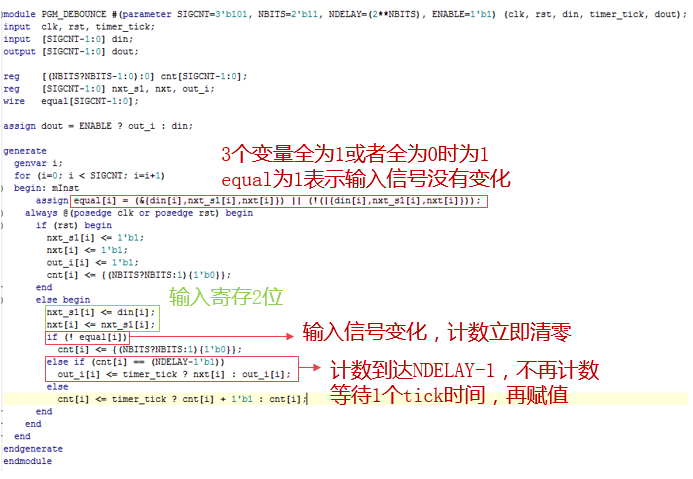 module PGM_DEBOUNCE #(parameter SIGCNT=3'b101, NBITS=2'b11, NDELAY=(2**NBITS), ENABLE=1'b1) (clk, rst, din, timer_tick, dout);
input  clk, rst, timer_tick;
input  [SIGCNT-1:0] din;
output [SIGCNT-1:0] dout;
reg    [(NBITS?NBITS-1:0):0] cnt[SIGCNT-1:0];
reg    [SIGCNT-1:0] nxt_s1, nxt, out_i;
wire   equal[SIGCNT-1:0];
assign dout = ENABLE ? out_i : din;
generate
genvar i;
for (i=0; i < SIGCNT; i=i+1)
begin: mInst
3个变量全为1或者全为0时为1
equal为1表示输入信号没有变化
assign equal[i] = (&{din[i],nxt_s1[i],nxt[i]}) || (!(|{din[i],nxt_s1[i],nxt[i]}));
always @(posedge clk or posedge rst) begin
if (rst) begin
nxt_s1[i] <= 1'b1;
nxt[i] <= 1'b1;
out_i[i] <= 1'b1;
cnt[i] <= {(NBITS?NBITS:1){1'b0}};
end
else begin
输入寄存2位
nxt_s1[i] <= din[i];
nxt[i] <= nxt_s1[i];
if (! equal[i])
输入信号变化，计数立即清零
cnt[i] <= {(NBITS?NBITS:1){1'b0}};
else if (cnt[i] == (NDELAY-1'b1))
out_i[i] <= timer_tick ? nxt[i] : out_i[i];
计数到达NDELAY-1，不再计数
等待1个tick时间，再赋值
else
cnt[i] <= timer_tick ? cnt[i] + 1'b1 : cnt[i];
end
end
end
endgenerate
endmodule